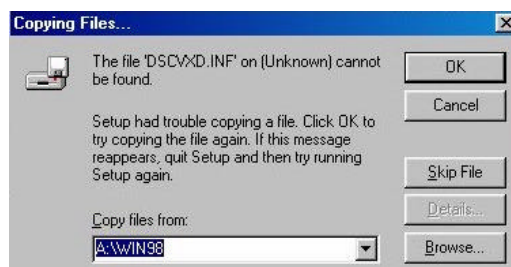 Copying Files...
The file 'DSCVXD.INF' on (Unknown) cannot
be found.
Setup had trouble copying a file. Click OK to
try copying the file again. If this message
reappears, quit Setup and then try running
Setup again.
Copy files from:
A:\WIN98
OK
Cancel
Skip File
Details...
Browse...